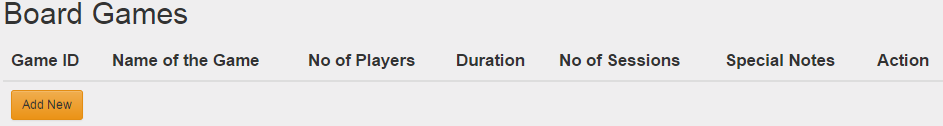 Board Games
Game ID Name of the Game No of Players Duration No of Sessions Special Notes Action
Add New